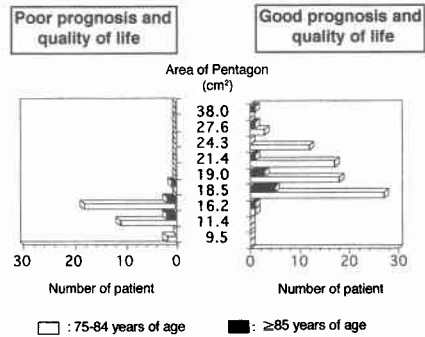 Poor prognosis and
quality of life
Good prognosis and
quality of life
Area of Pentagon
(cm²)
38.0
27.6
24.3
21.4
19.0
18.5
16.2
11.4
9.5
30 20 10 0
0 10 20 30
Number of patient
Number of patient
: 75-84 years of age
: ≥85 years of age